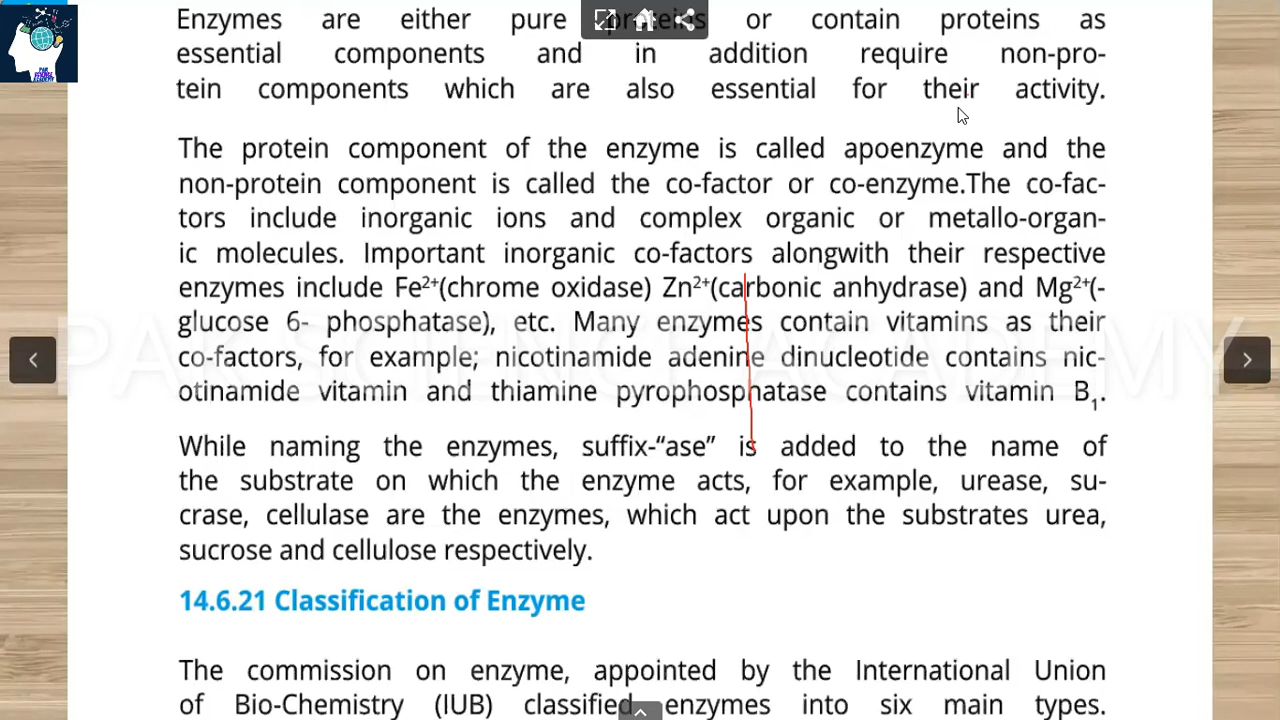 Enzymes are either pure proteins or contain proteins as
essential components and in addition require non-pro-
tein components which are also essential for their activity.
The protein component of the enzyme is called apoenzyme and the
non-protein component is called the co-factor or co-enzyme.The co-fac-
tors include inorganic ions and complex organic or metallo-organ-
ic molecules. Important inorganic co-factors alongwith their respective
enzymes include Fe²⁺(chrome oxidase) Zn²⁺(carbonic anhydrase) and Mg²⁺(-
glucose 6- phosphatase), etc. Many enzymes contain vitamins as their
co-factors, for example; nicotinamide adenine dinucleotide contains nic-
otinamide vitamin and thiamine pyrophosphatase contains vitamin B₁.
While naming the enzymes, suffix-“ase” is added to the name of
the substrate on which the enzyme acts, for example, urease, su-
crase, cellulase are the enzymes, which act upon the substrates urea,
sucrose and cellulose respectively.
14.6.21 Classification of Enzyme
The commission on enzyme, appointed by the International Union
of Bio-Chemistry (IUB) classified enzymes into six main types.
PAK SCIENCE ACADEMY
PAK
SCIENCE
ACADEMY